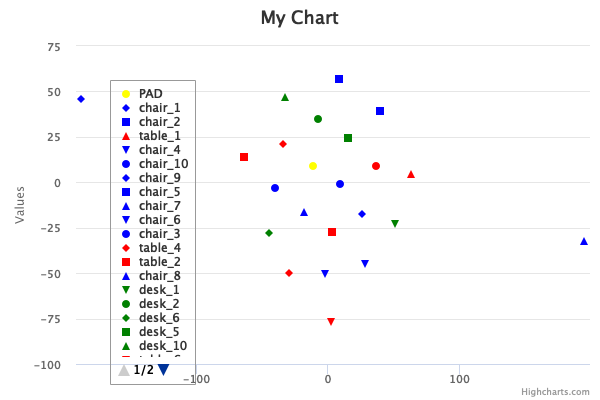 My Chart
Values
75
50
25
0
-25
-50
-75
-100
PAD
chair_1
chair_2
table_1
chair_4
chair_10
chair_9
chair_5
chair_7
chair_6
chair_3
table_4
table_2
chair_8
desk_1
desk_2
desk_6
desk_5
desk_10
1/2
-100
0
100
Highcharts.com